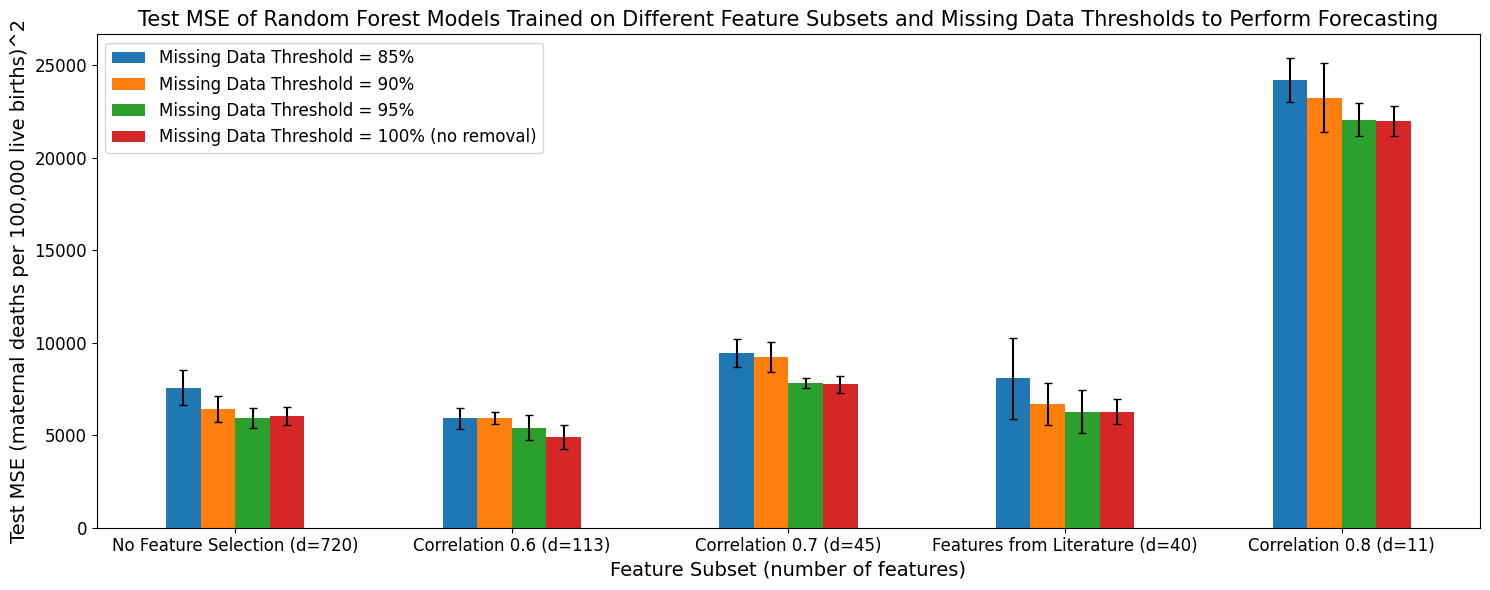 Test MSE of Random Forest Models Trained on Different Feature Subsets and Missing Data Thresholds to Perform Forecasting
Test MSE (maternal deaths per 100,000 live births)^2
25000
20000
15000
10000
5000
0
Missing Data Threshold = 85%
Missing Data Threshold = 90%
Missing Data Threshold = 95%
Missing Data Threshold = 100% (no removal)
No Feature Selection (d=720)
Correlation 0.6 (d=113)
Correlation 0.7 (d=45)
Features from Literature (d=40)
Correlation 0.8 (d=11)
Feature Subset (number of features)